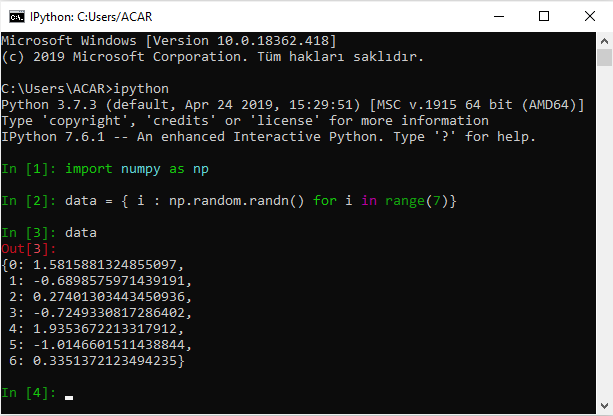 IPython: C:Users/ACAR
Microsoft Windows [Version 10.0.18362.418]
(c) 2019 Microsoft Corporation. Tüm hakları saklıdır.
C:\Users\ACAR>ipython
Python 3.7.3 (default, Apr 24 2019, 15:29:51) [MSC v.1915 64 bit (AMD64)]
Type 'copyright', 'credits' or 'license' for more information
IPython 7.6.1 -- An enhanced Interactive Python. Type '?' for help.
In [1]: import numpy as np
In [2]: data = { i : np.random.randn() for i in range(7)}
In [3]: data
Out[3]:
{0: 1.5815881324855097,
1: -0.6898575971439191,
2: 0.27401303443450936,
3: -0.7249330817286402,
4: 1.9353672213317912,
5: -1.0146601511438844,
6: 0.3351372123494235}
In [4]: